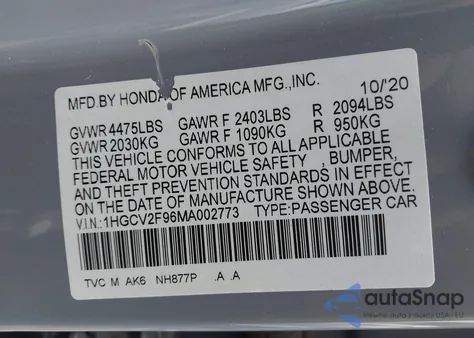 MFD.BY HONDA OF AMERICA MFG.,INC. 10/'20
GVWR 4475LBS GAWR F 2403LBS R 2094LBS
GVWR 2030KG GAWR F 1090KG R 950KG
THIS VEHICLE CONFORMS TO ALL APPLICABLE
FEDERAL MOTOR VEHICLE SAFETY , BUMPER,
AND THEFT PREVENTION STANDARDS IN EFFECT
ON THE DATE OF MANUFACTURE SHOWN ABOVE.
V.I.N.:1HGCV2F96MA002773 TYPE:PASSENGER CAR
TVC M AK6 NH877P .A .A
autoSnap